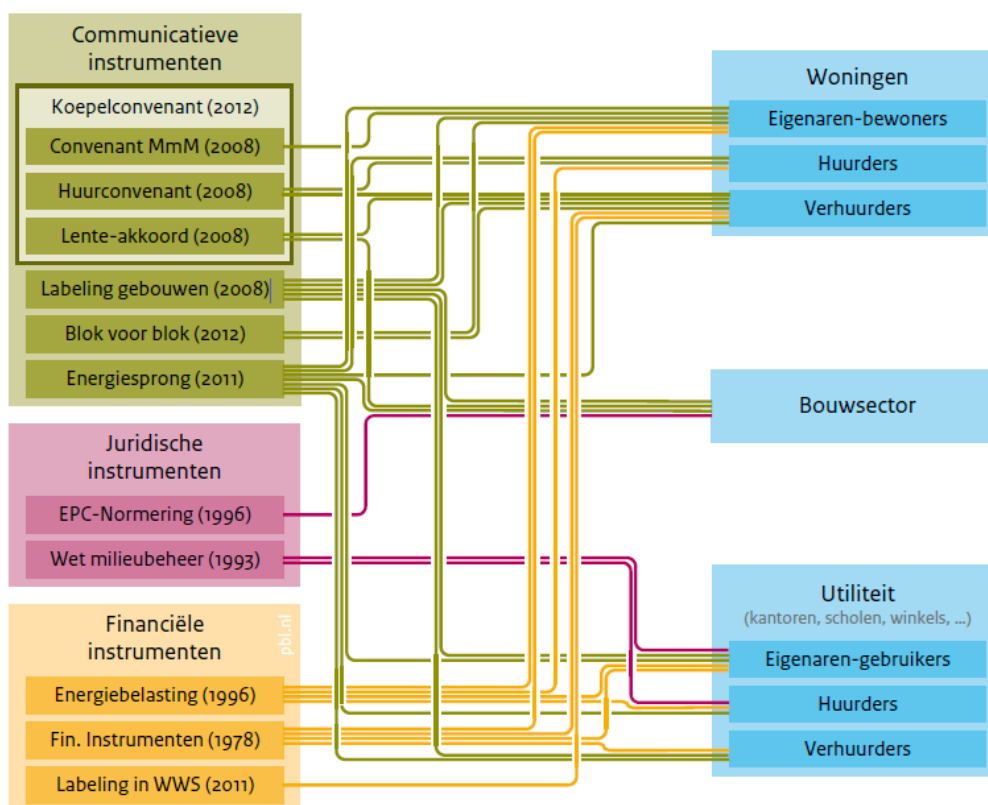 Communicatieve
instrumenten
Koepelconvenant (2012)
Convenant MmM (2008)
Huurconvenant (2008)
Lente-akkoord (2008)
Labeling gebouwen (2008)
Blok voor blok (2012)
Energiesprong (2011)
Juridische
instrumenten
EPC-Normering (1996)
Wet milieubeheer (1993)
Financiële
instrumenten
pbl.nl
Energiebelasting (1996)
Fin. Instrumenten (1978)
Labeling in WWS (2011)
Woningen
Eigenaren-bewoners
Huurders
Verhuurders
Bouwsector
Utiliteit
(kantoren, scholen, winkels, ...)
Eigenaren-gebruikers
Huurders
Verhuurders